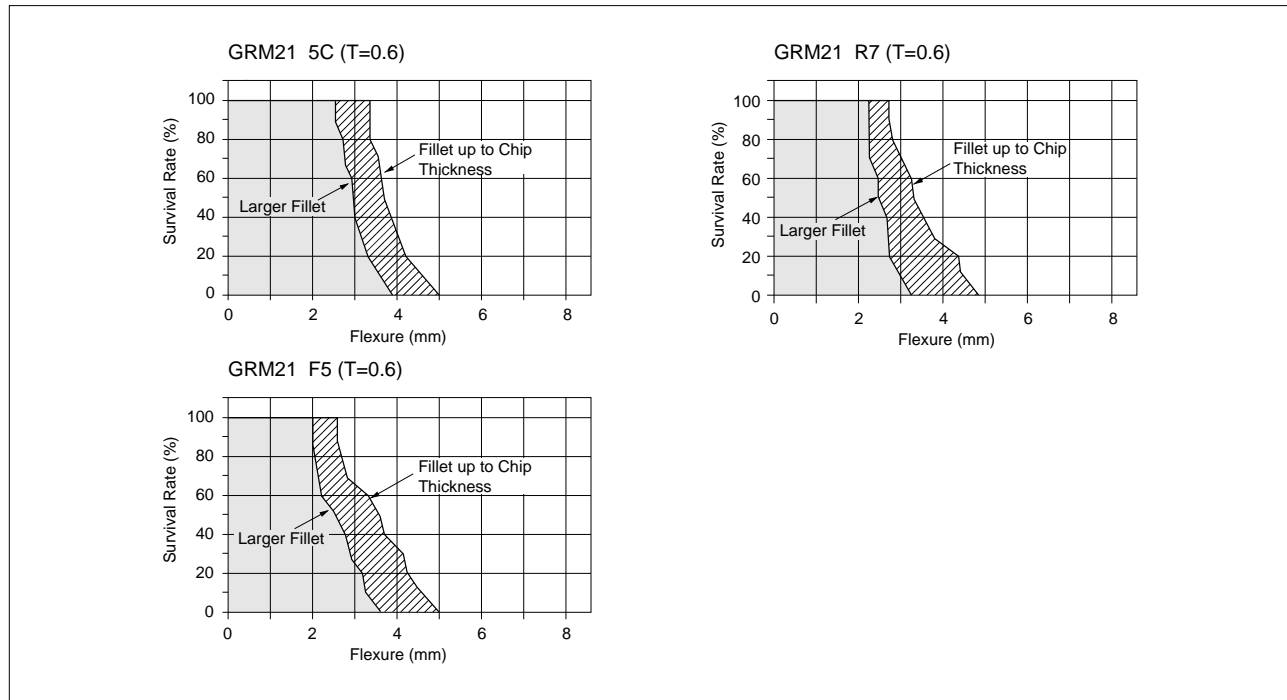 GRM21 5C (T=0.6)
100
80
60
40
20
0
Survival Rate (%)
Fillet up to Chip
Thickness
Larger Fillet
0 2 4 6 8
Flexure (mm)
GRM21 R7 (T=0.6)
100
80
60
40
20
0
Survival Rate (%)
Fillet up to Chip
Thickness
Larger Fillet
0 2 4 6 8
Flexure (mm)
GRM21 F5 (T=0.6)
100
80
60
40
20
0
Survival Rate (%)
Fillet up to Chip
Thickness
Larger Fillet
0 2 4 6 8
Flexure (mm)